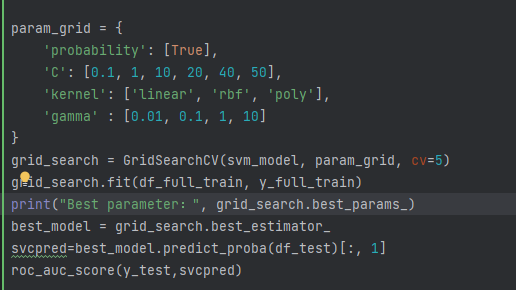 param_grid = {
    'probability': [True],
    'C': [0.1, 1, 10, 20, 40, 50],
    'kernel': ['linear', 'rbf', 'poly'],
    'gamma' : [0.01, 0.1, 1, 10]
}
grid_search = GridSearchCV(svm_model, param_grid, cv=5)
grid_search.fit(df_full_train, y_full_train)
print("Best parameter: ", grid_search.best_params_)
best_model = grid_search.best_estimator_
svcpred=best_model.predict_proba(df_test)[:, 1]
roc_auc_score(y_test,svcpred)